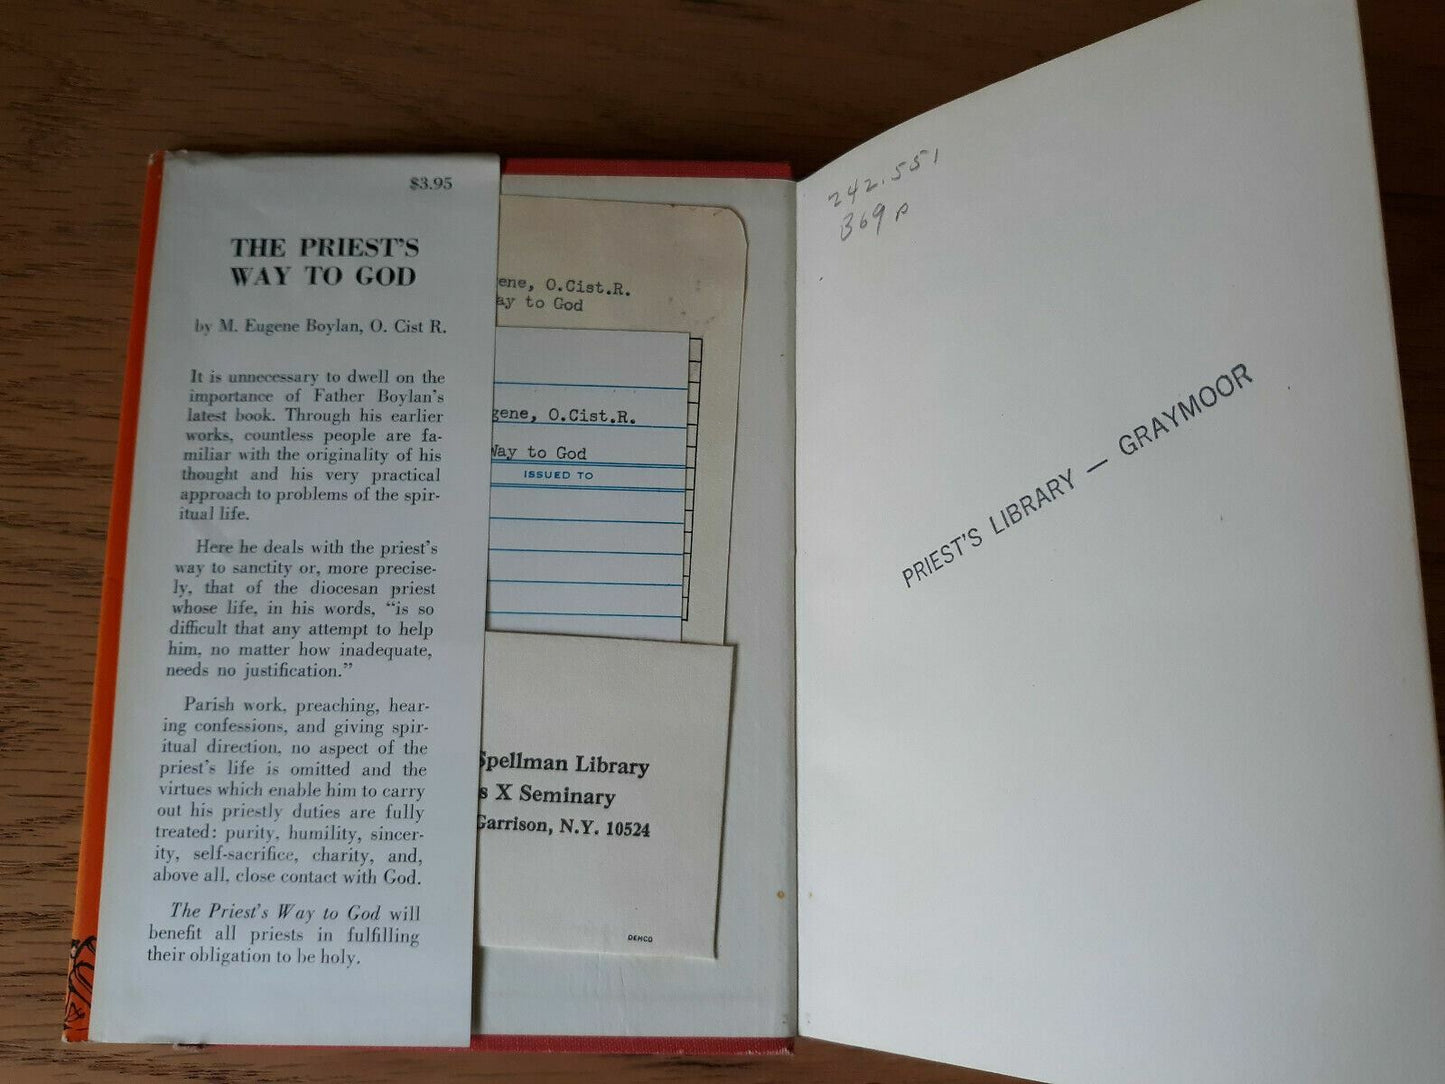 $3.95
THE PRIEST'S
WAY TO GOD
by M. Eugene Boylan, O. Cist R.
It is unnecessary to dwell on the
importance of Father Boylan's
latest book. Through his earlier
works, countless people are fa-
miliar with the originality of his
thought and his very practical
approach to problems of the spir-
itual life.
Here he deals with the priest's
way to sanctity or, more precise-
ly, that of the diocesan priest
whose life, in his words, "is so
difficult that any attempt to help
him, no matter how inadequate,
needs no justification."
Parish work, preaching, hear-
ing confessions, and giving spir-
itual direction, no aspect of the
priest's life is omitted and the
virtues which enable him to carry
out his priestly duties are fully
treated: purity, humility, sincer-
ity, self-sacrifice, charity, and,
above all, close contact with God.
The Priest's Way to God will
benefit all priests in fulfilling
their obligation to be holy.
ene, O.Cist.R.
ay to God
gene, O.Cist.R.
Way to God
ISSUED TO
Spellman Library
s X Seminary
Garrison, N.Y. 10524
DEMCO
242.551
B69p
PRIEST'S LIBRARY — GRAYMOOR